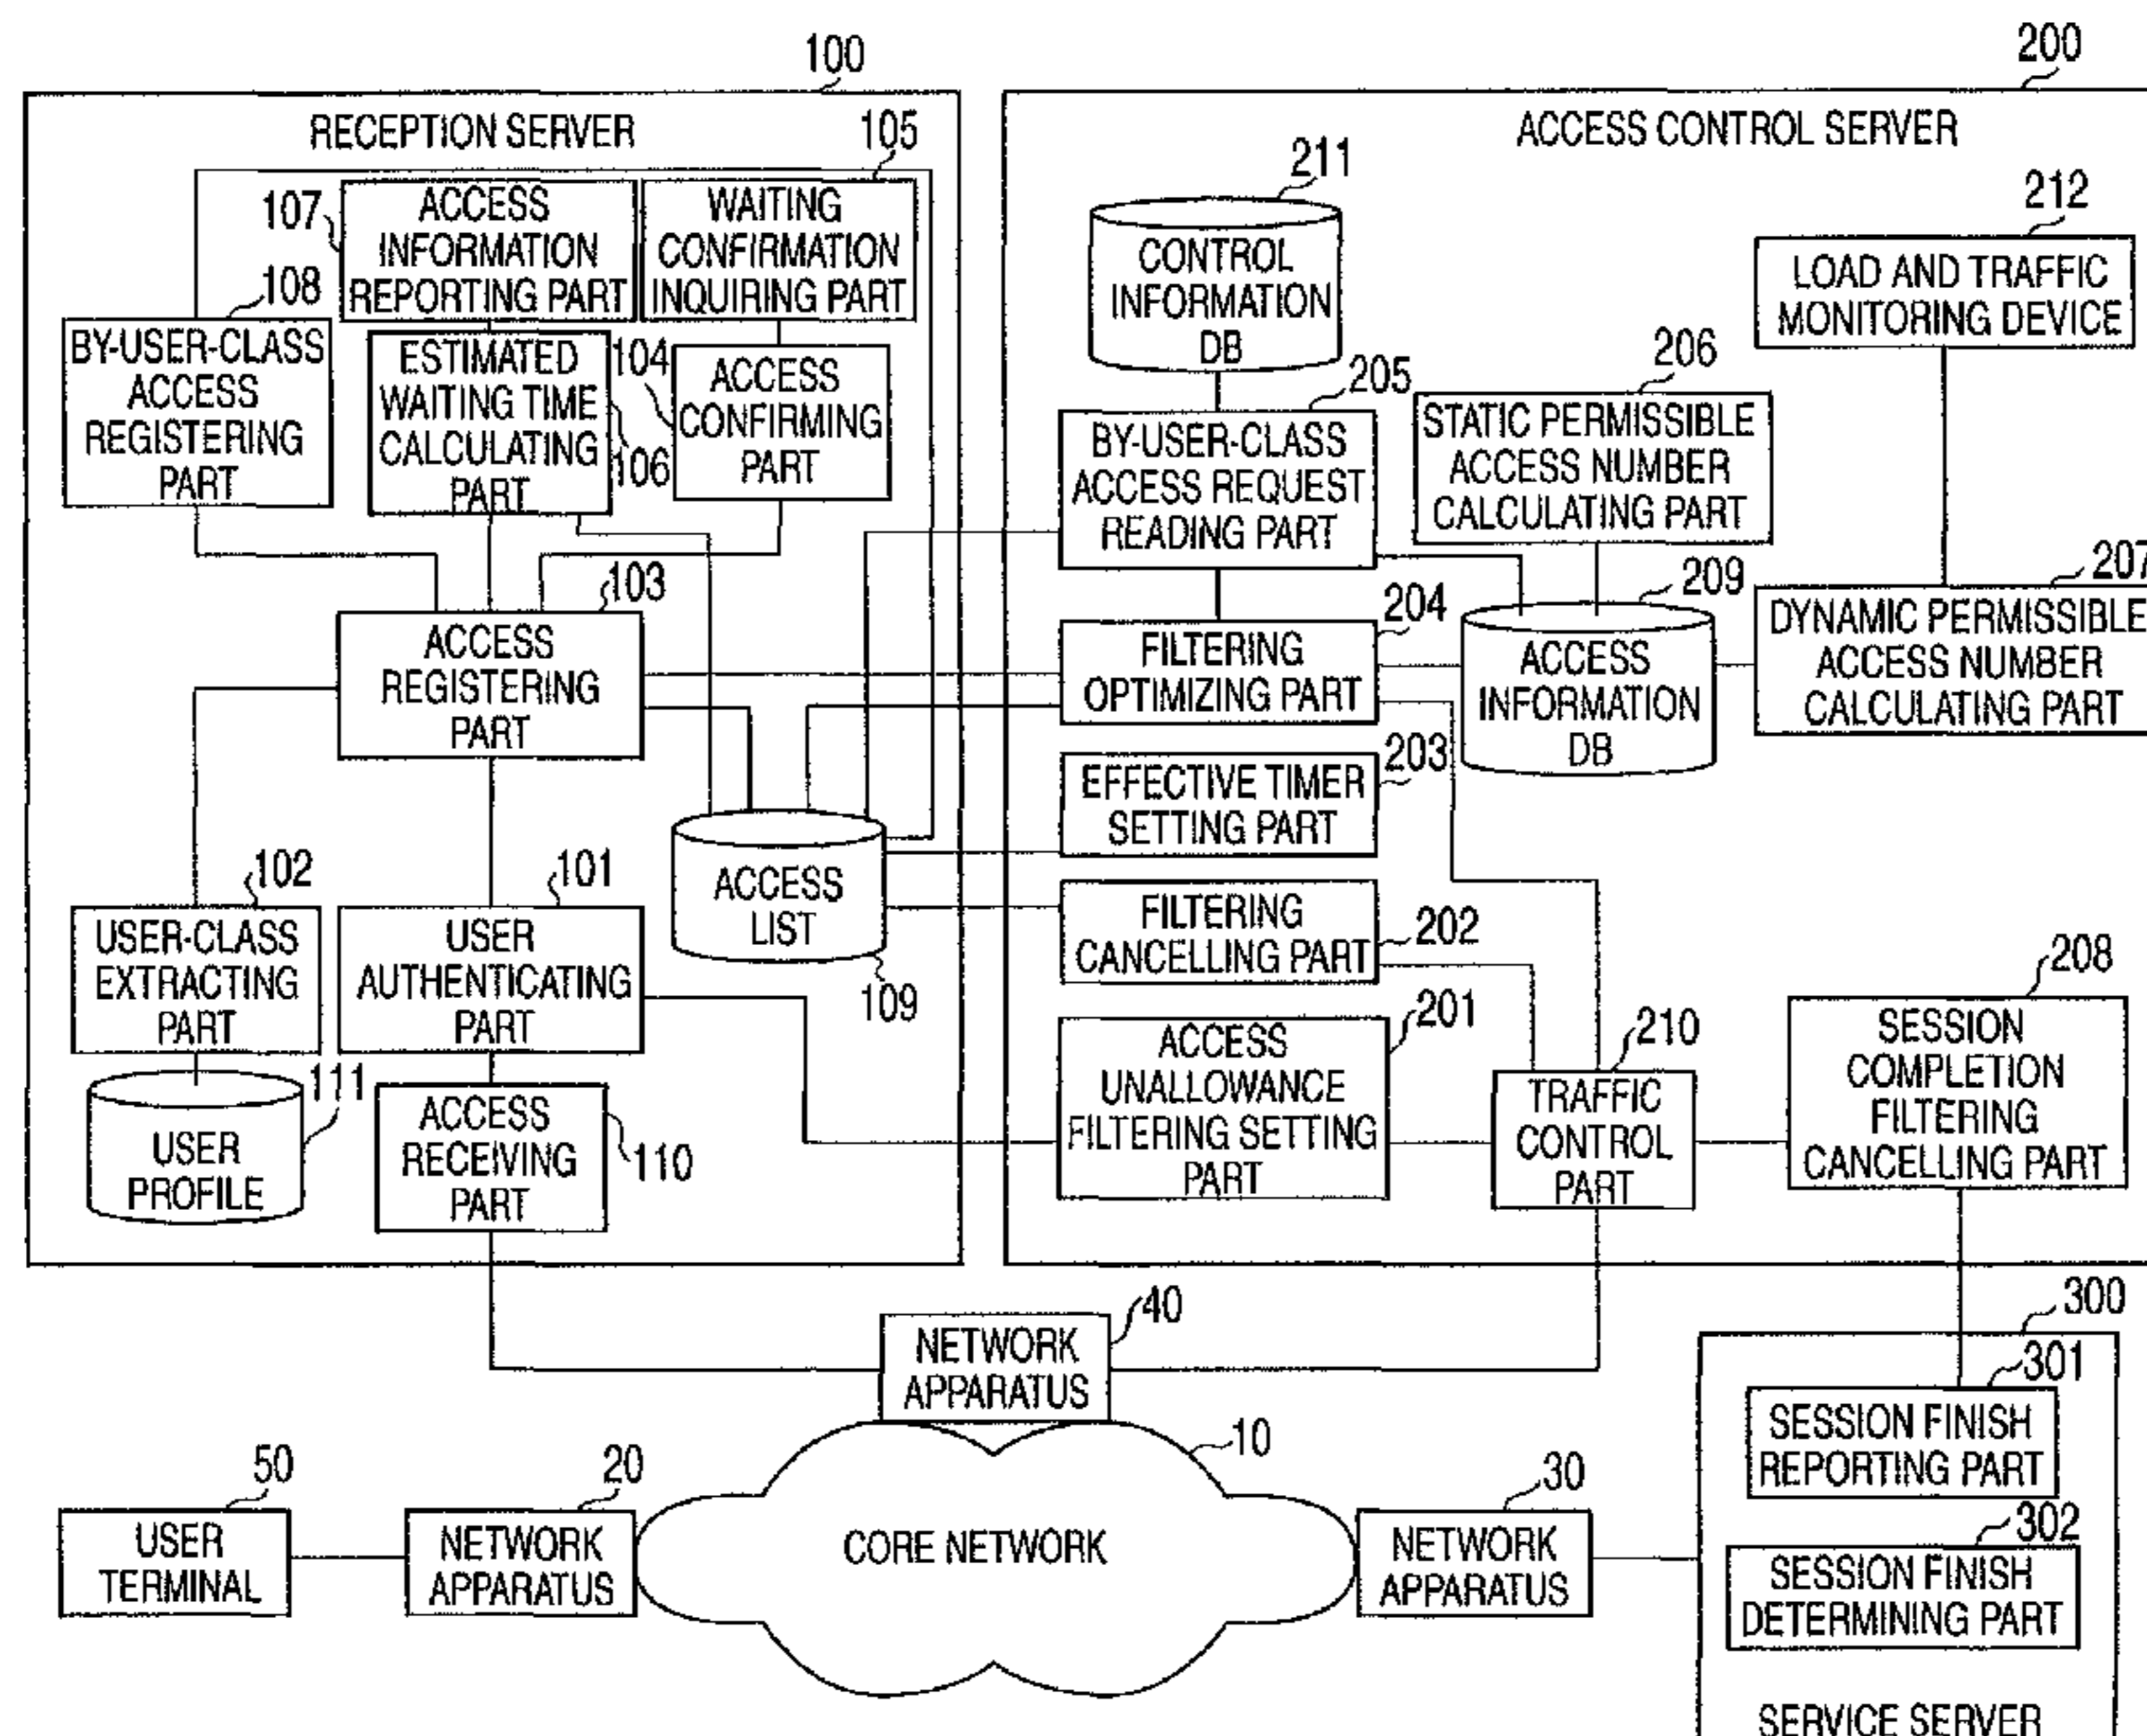 100
RECEPTION SERVER
105
107
ACCESS
INFORMATION
REPORTING PART
WAITING
CONFIRMATION
INQUIRING PART
108
BY-USER-CLASS
ACCESS
REGISTERING
PART
ESTIMATED
WAITING TIME
CALCULATING
PART
106
104
ACCESS
CONFIRMING
PART
103
ACCESS
REGISTERING
PART
102
USER-CLASS
EXTRACTING
PART
101
USER
AUTHENTICATING
PART
ACCESS
LIST
109
111
USER
PROFILE
ACCESS
RECEIVING
PART
110
200
ACCESS CONTROL SERVER
211
CONTROL
INFORMATION
DB
212
LOAD AND TRAFFIC
MONITORING DEVICE
205
BY-USER-CLASS
ACCESS REQUEST
READING PART
206
STATIC PERMISSIBLE
ACCESS NUMBER
CALCULATING PART
204
FILTERING
OPTIMIZING PART
209
ACCESS
INFORMATION
DB
207
DYNAMIC PERMISSIBLE
ACCESS NUMBER
CALCULATING PART
203
EFFECTIVE TIMER
SETTING PART
FILTERING
CANCELLING PART
202
201
ACCESS
UNALLOWANCE
FILTERING SETTING
PART
210
TRAFFIC
CONTROL
PART
208
SESSION
COMPLETION
FILTERING
CANCELLING PART
40
NETWORK
APPARATUS
10
CORE NETWORK
50
USER
TERMINAL
20
NETWORK
APPARATUS
30
NETWORK
APPARATUS
300
301
SESSION FINISH
REPORTING PART
302
SESSION FINISH
DETERMINING PART
SERVICE SERVER